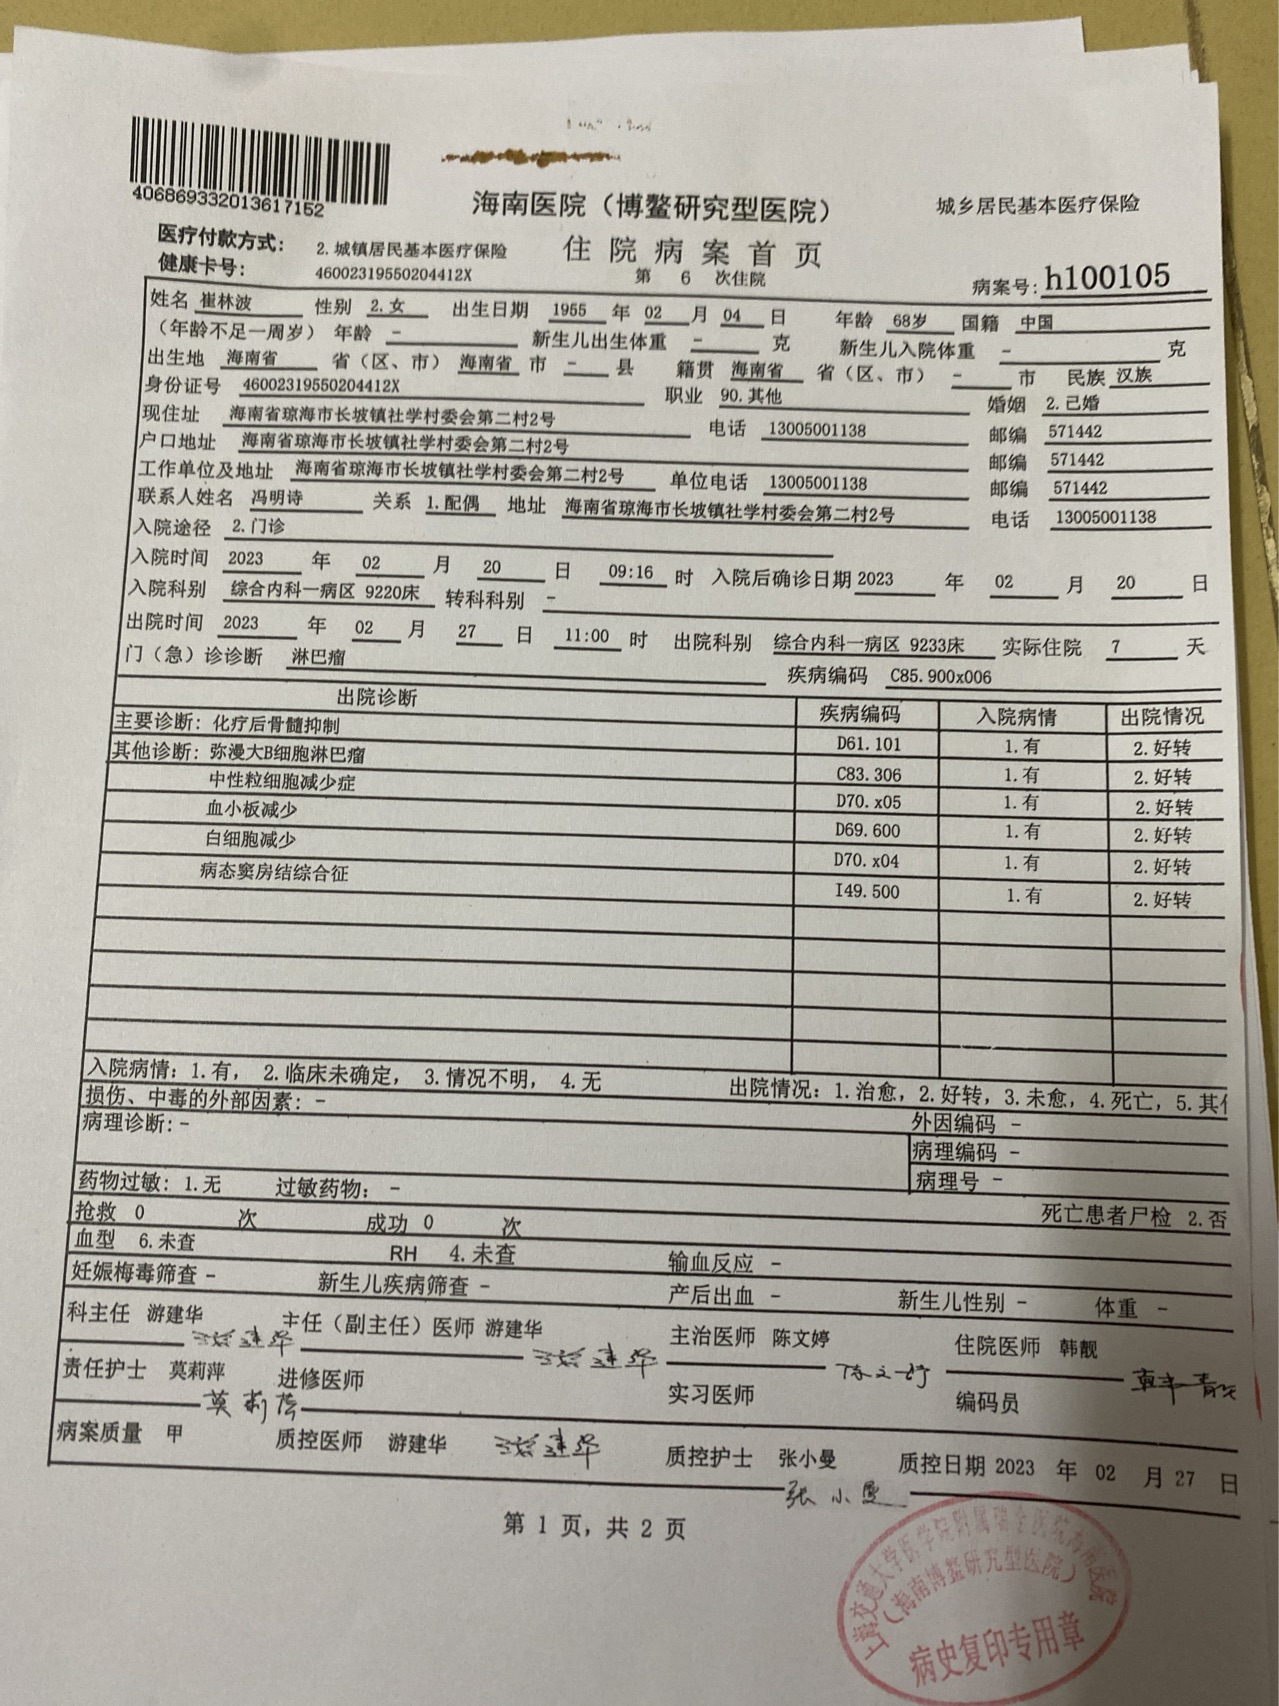 406869332013617152
海南医院（博鳌研究型医院）
城乡居民基本医疗保险
医疗付款方式： 2.城镇居民基本医疗保险
住院病案首页
健康卡号： 46002319550204412X
第 6 次住院
病案号：h100105
姓名 崔林波 性别 2.女 出生日期 1955 年 02 月 04 日 年龄 68岁 国籍 中国
（年龄不足一周岁）年龄 - 新生儿出生体重 - 克 新生儿入院体重 - 克
出生地 海南省 省（区、市） 海南省 市 - 县 籍贯 海南省 省（区、市） - 市 民族 汉族
身份证号 46002319550204412X 职业 90.其他 婚姻 2.已婚
现住址 海南省琼海市长坡镇社学村委会第二村2号 电话 13005001138 邮编 571442
户口地址 海南省琼海市长坡镇社学村委会第二村2号 邮编 571442
工作单位及地址 海南省琼海市长坡镇社学村委会第二村2号 单位电话 13005001138 邮编 571442
联系人姓名 冯明诗 关系 1.配偶 地址 海南省琼海市长坡镇社学村委会第二村2号 电话 13005001138
入院途径 2.门诊
入院时间 2023 年 02 月 20 日 09:16 时 入院后确诊日期 2023 年 02 月 20 日
入院科别 综合内科一病区 9220床 转科科别 -
出院时间 2023 年 02 月 27 日 11:00 时 出院科别 综合内科一病区 9233床 实际住院 7 天
门（急）诊诊断 淋巴瘤 疾病编码 C85.900x006
出院诊断 疾病编码 入院病情 出院情况
主要诊断：化疗后骨髓抑制 D61.101 1.有 2.好转
其他诊断：弥漫大B细胞淋巴瘤 C83.306 1.有 2.好转
中性粒细胞减少症 D70.x05 1.有 2.好转
血小板减少 D69.600 1.有 2.好转
白细胞减少 D70.x04 1.有 2.好转
病态窦房结综合征 I49.500 1.有 2.好转
入院病情：1.有， 2.临床未确定， 3.情况不明， 4.无 出院情况：1.治愈，2.好转，3.未愈，4.死亡，5.其
损伤、中毒的外部因素：- 外因编码 -
病理诊断：- 病理编码 -
病理号 -
药物过敏：1.无 过敏药物： - 死亡患者尸检 2.否
抢救 0 次 成功 0 次
血型 6.未查 RH 4.未查 输血反应 -
妊娠梅毒筛查 - 新生儿疾病筛查 - 产后出血 - 新生儿性别 - 体重 -
科主任 游建华 主任（副主任）医师 游建华 主治医师 陈文婷 住院医师 韩靓
游建华 游建华 陈文婷 韩靓
责任护士 莫莉萍 进修医师 实习医师 编码员
莫莉萍
病案质量 甲 质控医师 游建华 游建华 质控护士 张小曼 质控日期 2023 年 02 月 27 日
张小曼
第 1 页，共 2 页
上海交通大学医学院附属瑞金医院海南医院
（海南博鳌研究型医院）
病史复印专用章